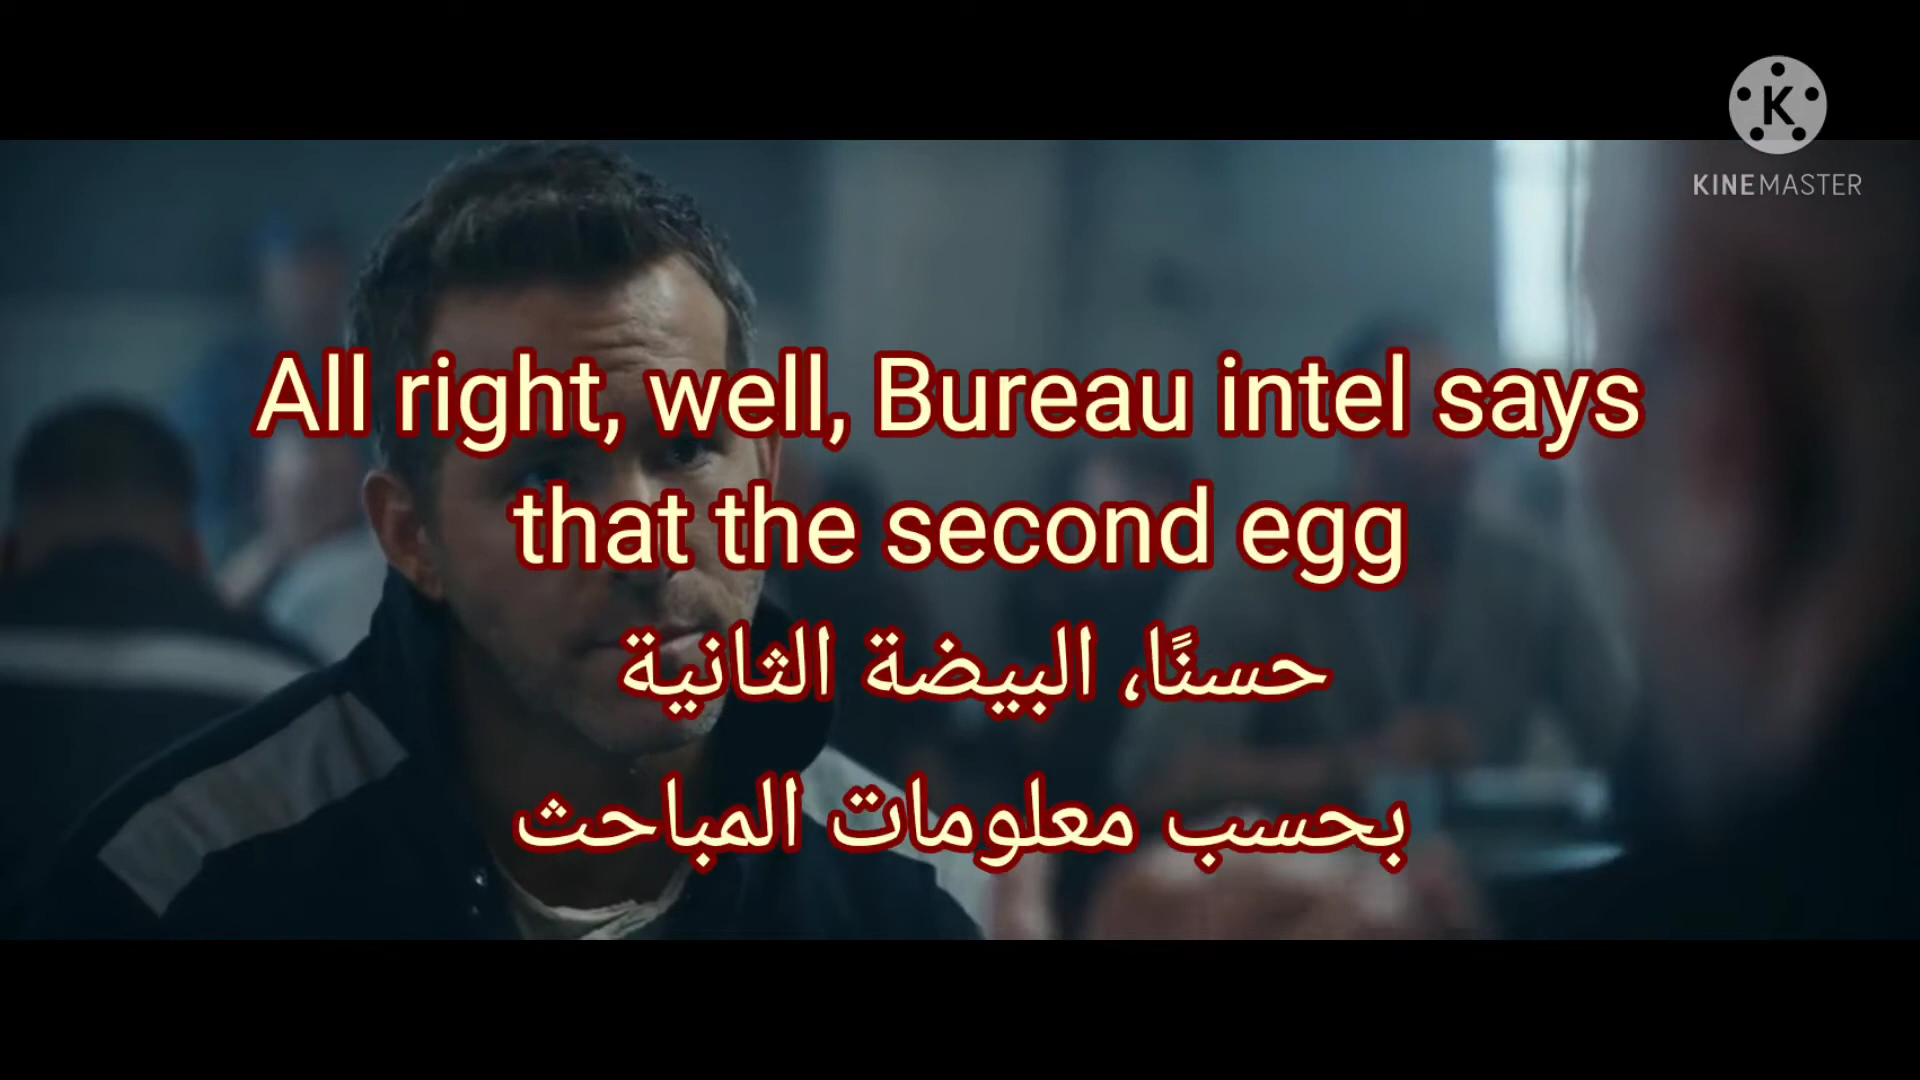 KINEMASTER
All right, well, Bureau intel says
that the second egg
حسنًا، البيضة الثانية
بحسب معلومات المباحث